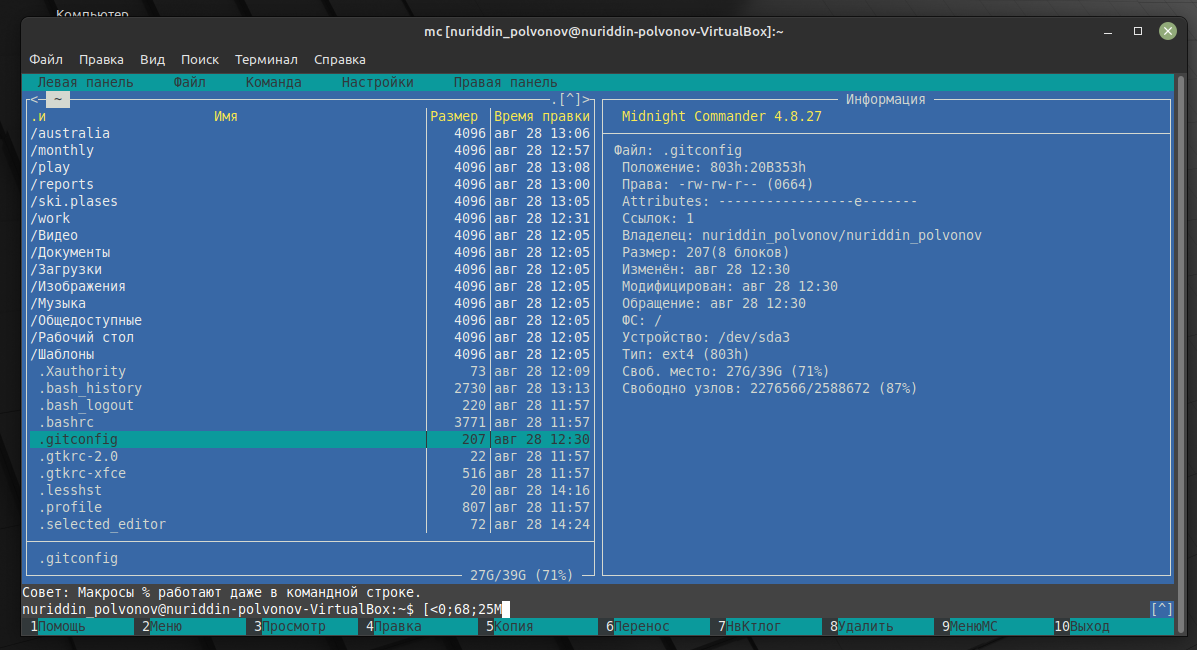 Компьютер
mc [nuriddin_polvonov@nuriddin-polvonov-VirtualBox]:~
Файл Правка Вид Поиск Терминал Справка
Левая панель Файл Команда Настройки Правая панель
<─ ~ .[^]>
.и Имя Размер Время правки
/australia 4096 авг 28 13:06
/monthly 4096 авг 28 12:57
/play 4096 авг 28 13:08
/reports 4096 авг 28 13:00
/ski.plases 4096 авг 28 13:05
/work 4096 авг 28 12:31
/Видео 4096 авг 28 12:05
/Документы 4096 авг 28 12:05
/Загрузки 4096 авг 28 12:05
/Изображения 4096 авг 28 12:05
/Музыка 4096 авг 28 12:05
/Общедоступные 4096 авг 28 12:05
/Рабочий стол 4096 авг 28 12:05
/Шаблоны 4096 авг 28 12:05
.Xauthority 73 авг 28 12:09
.bash_history 2730 авг 28 13:13
.bash_logout 220 авг 28 11:57
.bashrc 3771 авг 28 11:57
.gitconfig 207 авг 28 12:30
.gtkrc-2.0 22 авг 28 11:57
.gtkrc-xfce 516 авг 28 11:57
.lesshst 20 авг 28 14:16
.profile 807 авг 28 11:57
.selected_editor 72 авг 28 14:24
.gitconfig
27G/39G (71%)
Информация
Midnight Commander 4.8.27
Файл: .gitconfig
Положение: 803h:20B353h
Права: -rw-rw-r-- (0664)
Attributes: -----------------e-------
Ссылок: 1
Владелец: nuriddin_polvonov/nuriddin_polvonov
Размер: 207(8 блоков)
Изменён: авг 28 12:30
Модифицирован: авг 28 12:30
Обращение: авг 28 12:30
ФС: /
Устройство: /dev/sda3
Тип: ext4 (803h)
Своб. место: 27G/39G (71%)
Свободно узлов: 2276566/2588672 (87%)
Совет: Макросы % работают даже в командной строке.
nuriddin_polvonov@nuriddin-polvonov-VirtualBox:~$ [<0;68;25M [^]
1Помощь 2Меню 3Просмотр 4Правка 5Копия 6Перенос 7НвКтлог 8Удалить 9МенюМС 10Выход